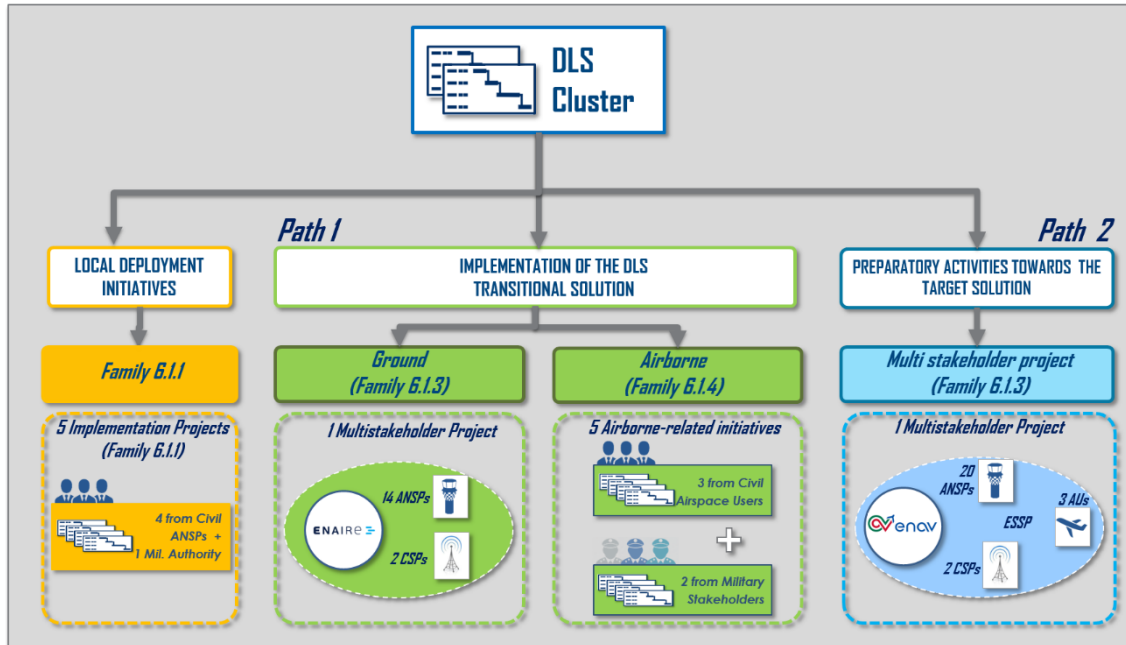 DLS
Cluster
Path 1
Path 2
LOCAL DEPLOYMENT
INITIATIVES
IMPLEMENTATION OF THE DLS
TRANSITIONAL SOLUTION
PREPARATORY ACTIVITIES TOWARDS THE
TARGET SOLUTION
Family 6.1.1
Ground
(Family 6.1.3)
Airborne
(Family 6.1.4)
Multi stakeholder project
(Family 6.1.3)
5 Implementation Projects
(Family 6.1.1)
4 from Civil
ANSPs +
1 Mil. Authority
1 Multistakeholder Project
14 ANSPs
ENAIRE
2 CSPs
5 Airborne-related initiatives
3 from Civil
Airspace Users
2 from Military
Stakeholders
1 Multistakeholder Project
20
ANSPs
3 AUs
ESSP
enav
2 CSPs